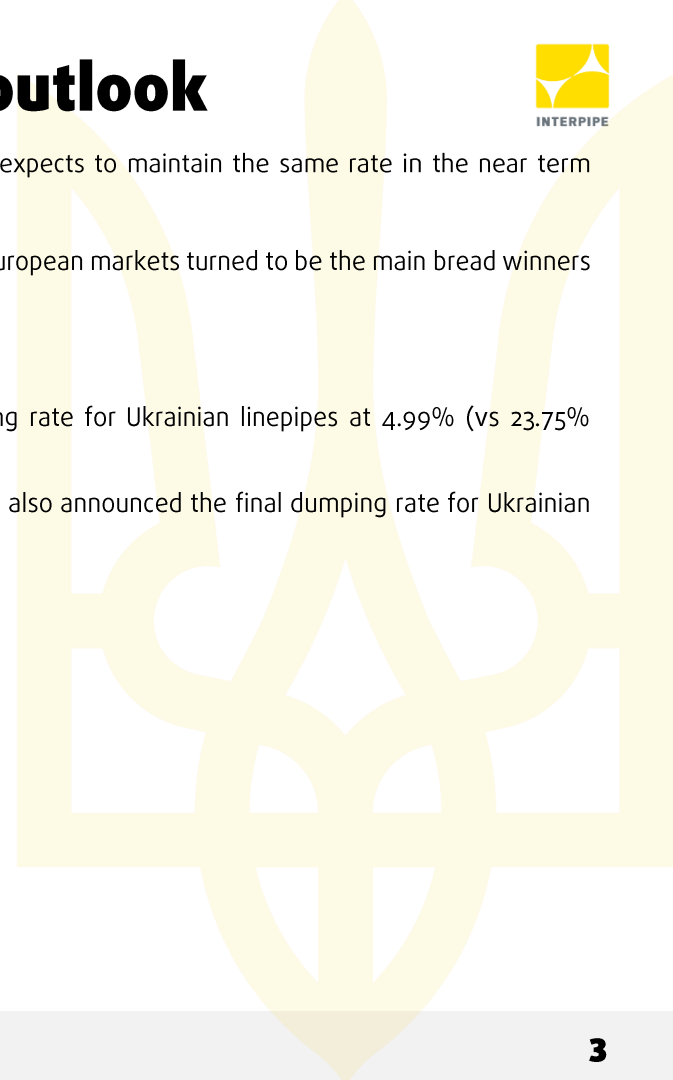 outlook
INTERPIPE
expects to maintain the same rate in the near term
uropean markets turned to be the main bread winners
ng rate for Ukrainian linepipes at 4.99% (vs 23.75%
also announced the final dumping rate for Ukrainian
3